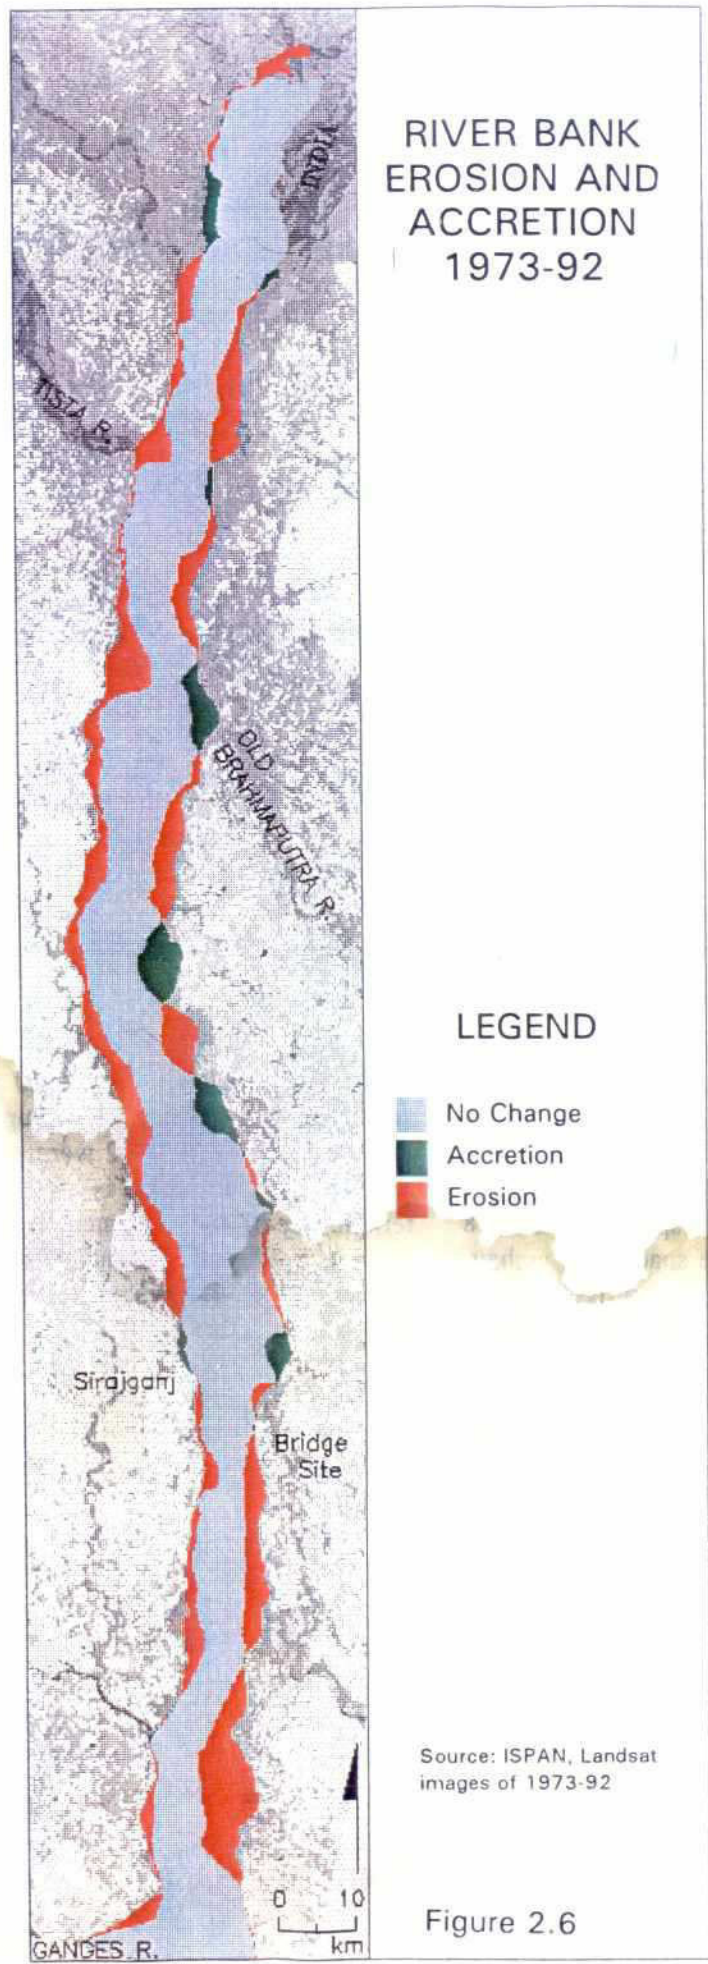 RIVER BANK
EROSION AND
ACCRETION
1973-92
INDIA
TISTA R.
OLD
BRAHMAPUTRA R.
LEGEND
No Change
Accretion
Erosion
Sirajganj
Bridge
Site
Source: ISPAN, Landsat
images of 1973-92
0 10
km
Figure 2.6
GANGES R.